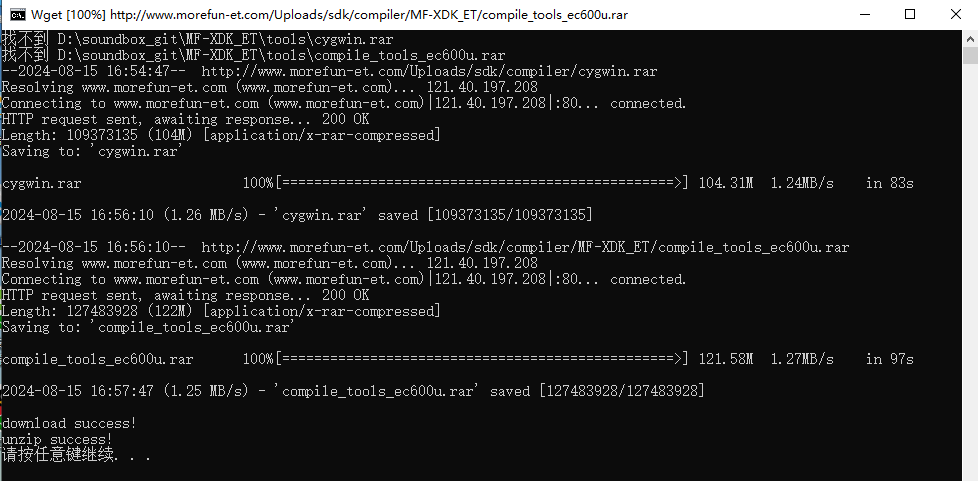 Wget [100%] http://www.morefun-et.com/Uploads/sdk/compiler/MF-XDK_ET/compile_tools_ec600u.rar
找不到 D:\soundbox_git\MF-XDK_ET\tools\cygwin.rar
找不到 D:\soundbox_git\MF-XDK_ET\tools\compile_tools_ec600u.rar
--2024-08-15 16:54:47--  http://www.morefun-et.com/Uploads/sdk/compiler/cygwin.rar
Resolving www.morefun-et.com (www.morefun-et.com)... 121.40.197.208
Connecting to www.morefun-et.com (www.morefun-et.com)|121.40.197.208|:80... connected.
HTTP request sent, awaiting response... 200 OK
Length: 109373135 (104M) [application/x-rar-compressed]
Saving to: 'cygwin.rar'
cygwin.rar                    100%[==================================================>] 104.31M  1.24MB/s    in 83s
2024-08-15 16:56:10 (1.26 MB/s) - 'cygwin.rar' saved [109373135/109373135]
--2024-08-15 16:56:10--  http://www.morefun-et.com/Uploads/sdk/compiler/MF-XDK_ET/compile_tools_ec600u.rar
Resolving www.morefun-et.com (www.morefun-et.com)... 121.40.197.208
Connecting to www.morefun-et.com (www.morefun-et.com)|121.40.197.208|:80... connected.
HTTP request sent, awaiting response... 200 OK
Length: 127483928 (122M) [application/x-rar-compressed]
Saving to: 'compile_tools_ec600u.rar'
compile_tools_ec600u.rar      100%[==================================================>] 121.58M  1.27MB/s    in 97s
2024-08-15 16:57:47 (1.25 MB/s) - 'compile_tools_ec600u.rar' saved [127483928/127483928]
download success!
unzip success!
请按任意键继续. . .